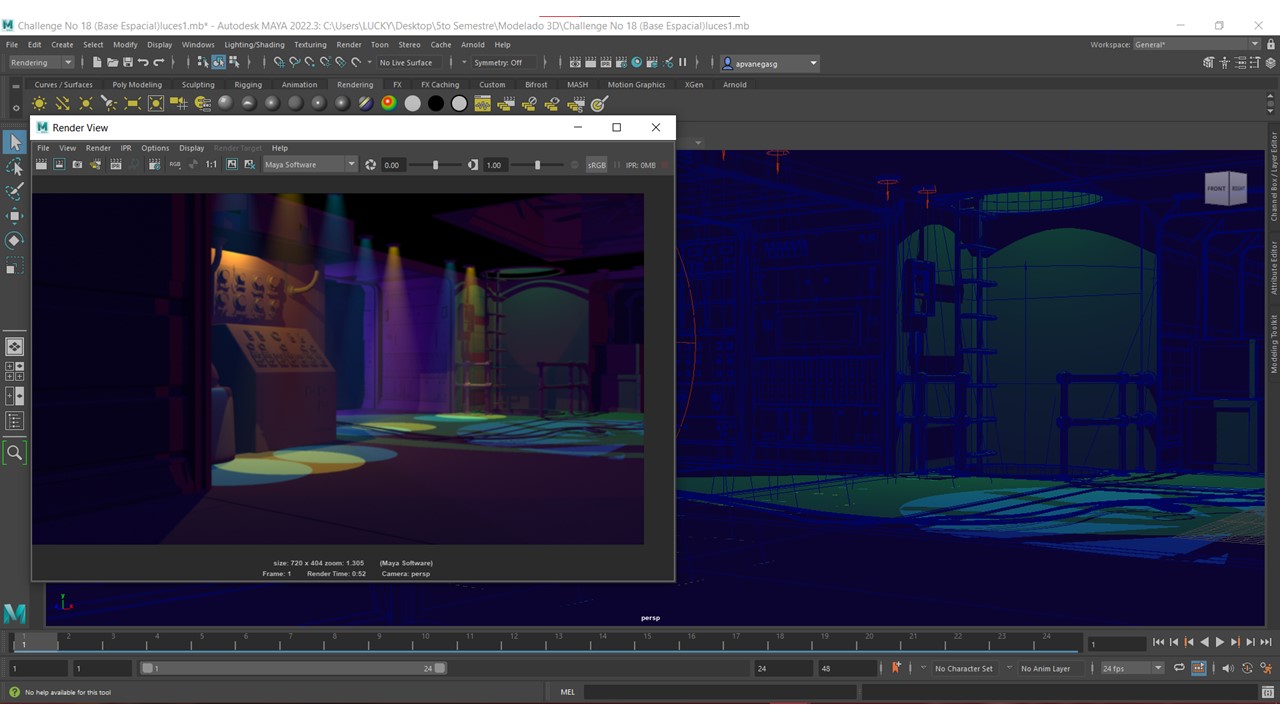 Challenge No 18 (Base Espacial)luces1.mb* - Autodesk MAYA 2022.3: C:\Users\LUCKY\Desktop\5to Semestre\Modelado 3D\Challenge No 18 (Base Espacial)luces1.mb
File Edit Create Select Modify Display Windows Lighting/Shading Texturing Render Toon Stereo Cache Arnold Help Workspace: General*
Rendering No Live Surface Symmetry: Off apvanegasg
Curves / Surfaces Poly Modeling Sculpting Rigging Animation Rendering FX FX Caching Custom Bifrost MASH Motion Graphics XGen Arnold
Render View
File View Render IPR Options Display Render Target Help
RGB 1:1 Maya Software 0.00 1.00 sRGB IPR: 0MB
FRONT RIGHT
Channel Box / Layer Editor
Attribute Editor
Modeling Toolkit
size: 720 x 404 zoom: 1.305 (Maya Software)
Frame: 1 Render Time: 0:52 Camera: persp
y
x
persp
1 2 3 4 5 6 7 8 9 10 11 12 13 14 15 16 17 18 19 20 21 22 23 24
1 1
1 1 1 24 24 48 No Character Set No Anim Layer 24 fps
No help available for this tool MEL